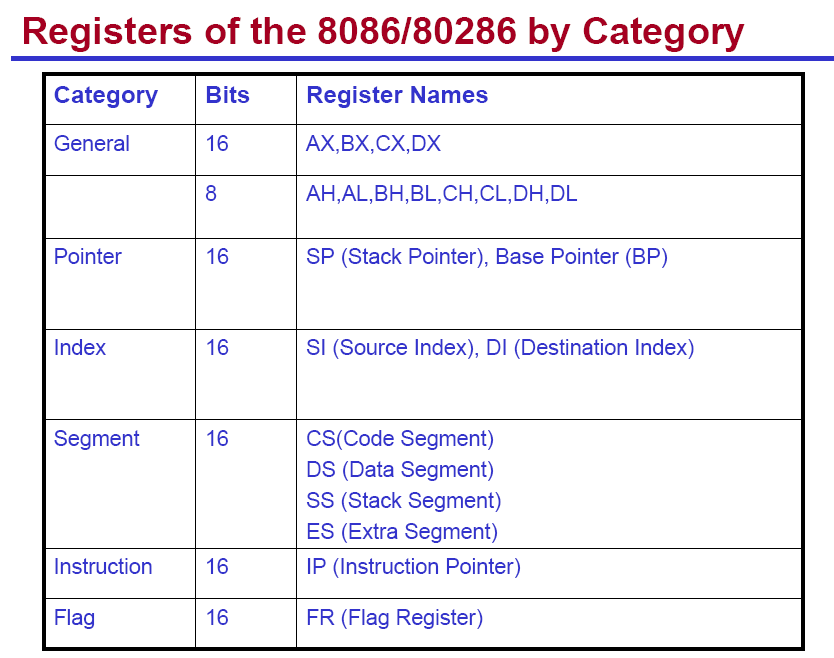 Registers of the 8086/80286 by Category
Category Bits Register Names
General 16 AX,BX,CX,DX
8 AH,AL,BH,BL,CH,CL,DH,DL
Pointer 16 SP (Stack Pointer), Base Pointer (BP)
Index 16 SI (Source Index), DI (Destination Index)
Segment 16 CS(Code Segment)
DS (Data Segment)
SS (Stack Segment)
ES (Extra Segment)
Instruction 16 IP (Instruction Pointer)
Flag 16 FR (Flag Register)